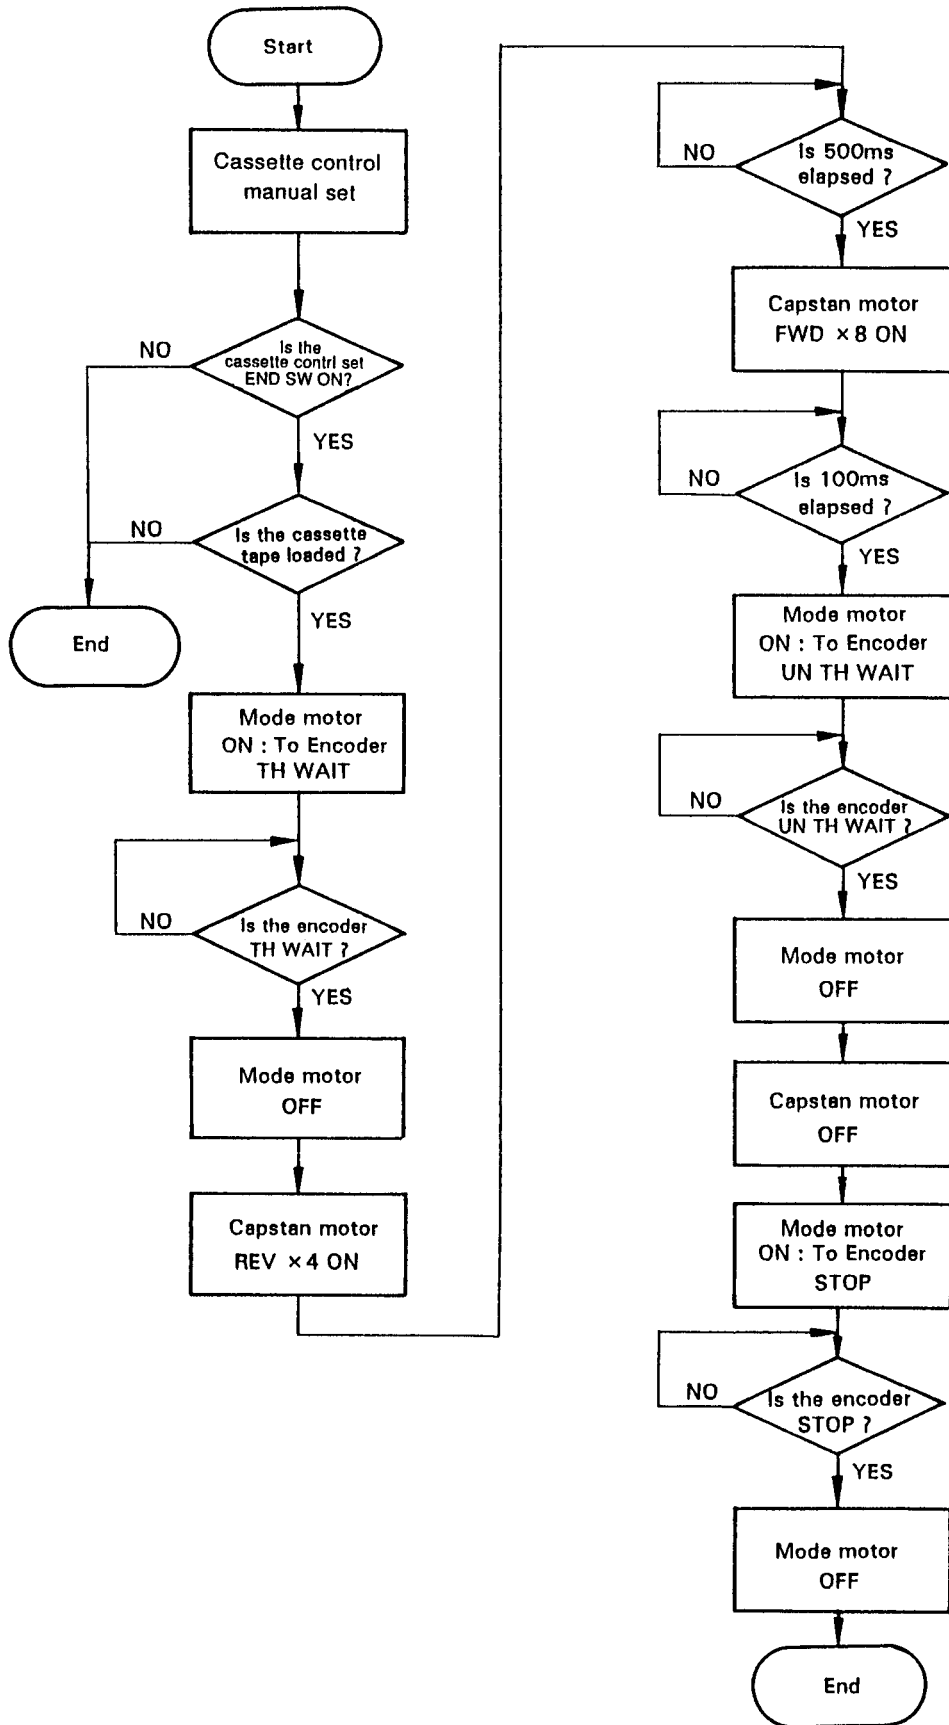 Start
Cassette control
manual set
Is the
cassette contrl set
END SW ON?
NO
YES
Is the cassette
tape loaded ?
NO
YES
End
Mode motor
ON : To Encoder
TH WAIT
Is the encoder
TH WAIT ?
NO
YES
Mode motor
OFF
Capstan motor
REV ×4 ON
Is 500ms
elapsed ?
NO
YES
Capstan motor
FWD ×8 ON
Is 100ms
elapsed ?
NO
YES
Mode motor
ON : To Encoder
UN TH WAIT
Is the encoder
UN TH WAIT ?
NO
YES
Mode motor
OFF
Capstan motor
OFF
Mode motor
ON : To Encoder
STOP
Is the encoder
STOP ?
NO
YES
Mode motor
OFF
End